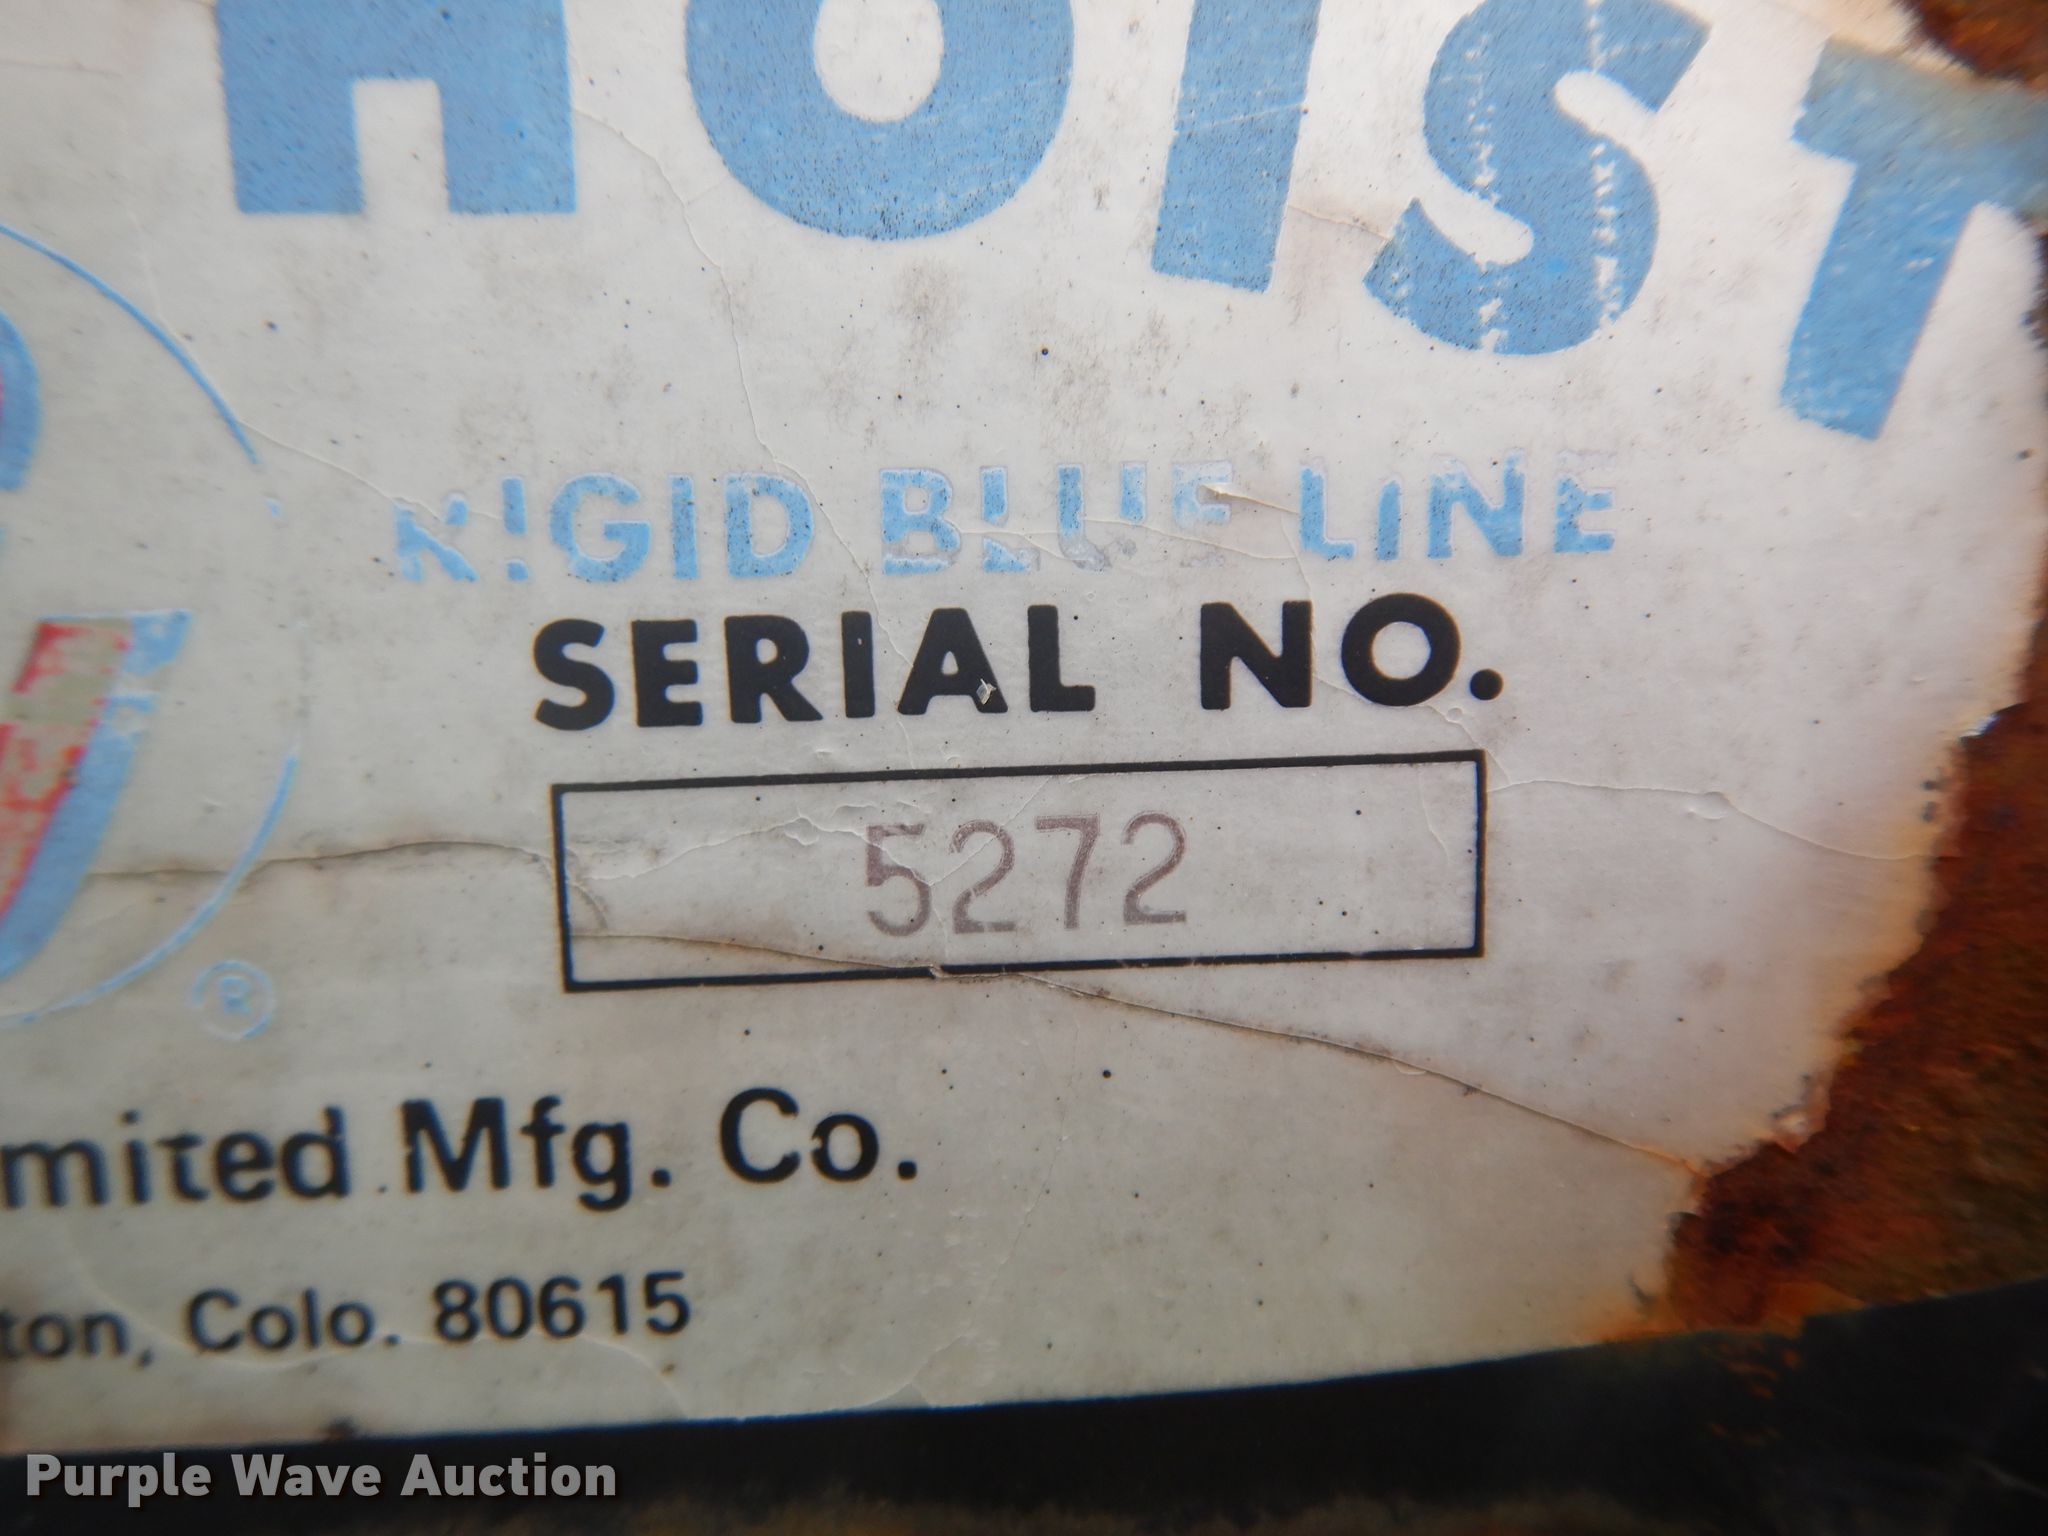 HOIST
RIGID BLUE LINE
SERIAL NO.
5272
®
mited Mfg. Co.
ton, Colo. 80615
Purple Wave Auction